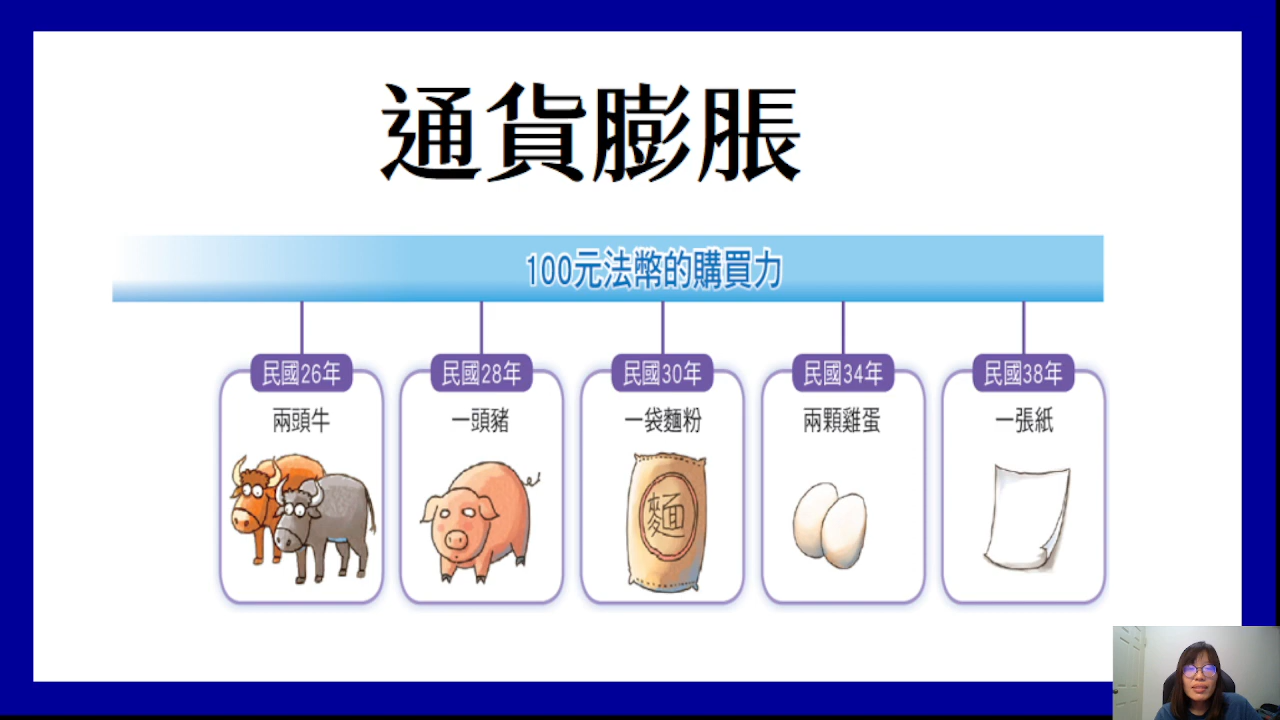 通貨膨脹
100元法幣的購買力
民國26年
兩頭牛
民國28年
一頭豬
民國30年
一袋麵粉
麵
民國34年
兩顆雞蛋
民國38年
一張紙